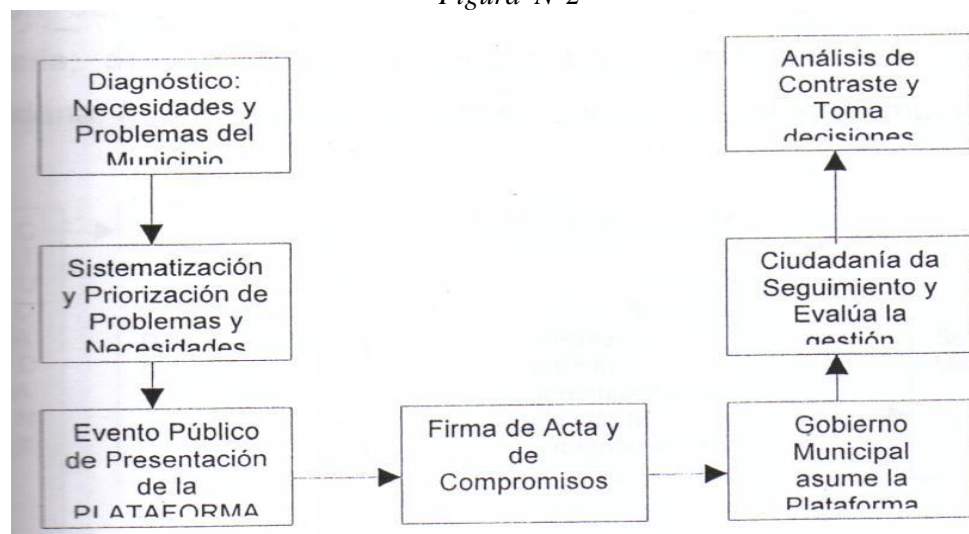 Figura N 2
Diagnóstico:
Necesidades y
Problemas del
Municipio
Sistematización
y Priorización de
Problemas y
Necesidades
Evento Público
de Presentación
de la
PLATAFORMA
Firma de Acta y
de
Compromisos
Gobierno
Municipal
asume la
Plataforma
Ciudadanía da
Seguimiento y
Evalúa la
gestión
Análisis de
Contraste y
Toma
decisiones